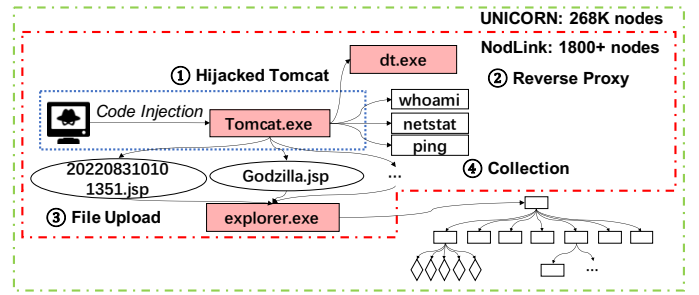 UNICORN: 268K nodes
NodLink: 1800+ nodes
dt.exe
① Hijacked Tomcat
② Reverse Proxy
whoami
Code Injection
Tomcat.exe
netstat
ping
20220831010
1351.jsp
Godzilla.jsp
...
④ Collection
③ File Upload
explorer.exe
...